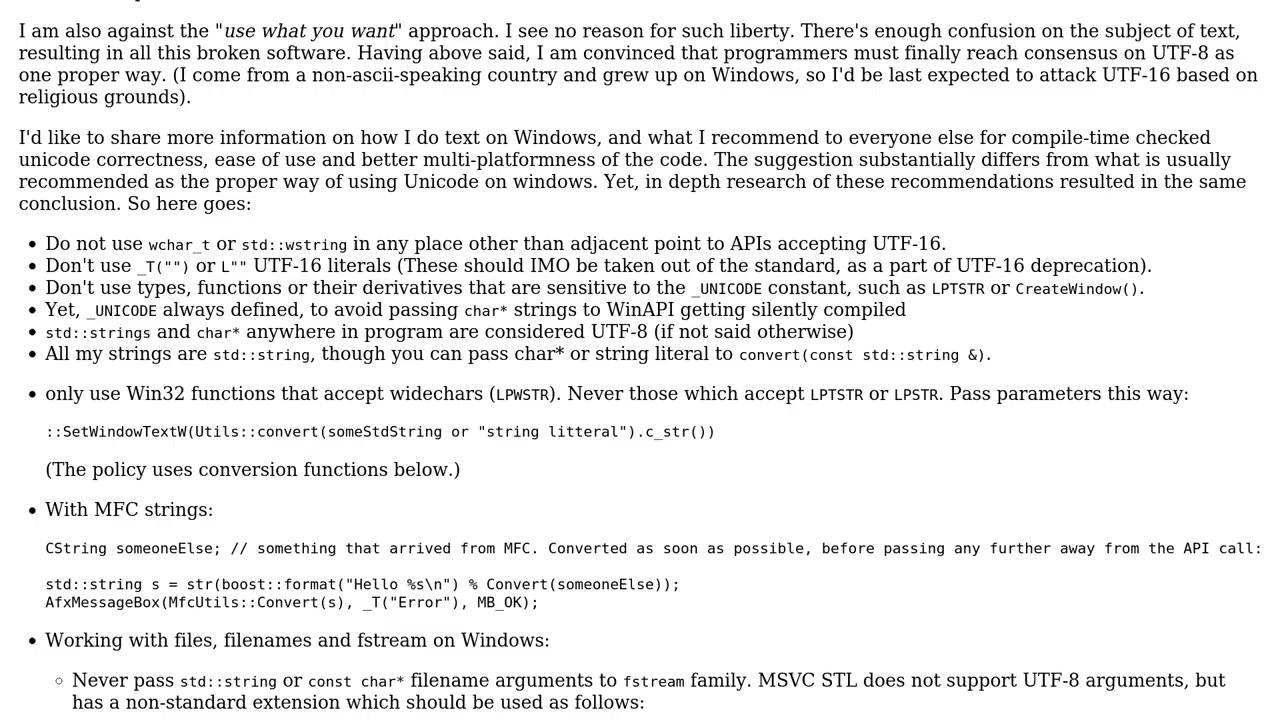 I am also against the "use what you want" approach. I see no reason for such liberty. There's enough confusion on the subject of text,
resulting in all this broken software. Having above said, I am convinced that programmers must finally reach consensus on UTF-8 as
one proper way. (I come from a non-ascii-speaking country and grew up on Windows, so I'd be last expected to attack UTF-16 based on
religious grounds).
I'd like to share more information on how I do text on Windows, and what I recommend to everyone else for compile-time checked
unicode correctness, ease of use and better multi-platformness of the code. The suggestion substantially differs from what is usually
recommended as the proper way of using Unicode on windows. Yet, in depth research of these recommendations resulted in the same
conclusion. So here goes:
• Do not use wchar_t or std::wstring in any place other than adjacent point to APIs accepting UTF-16.
• Don't use _T("") or L"" UTF-16 literals (These should IMO be taken out of the standard, as a part of UTF-16 deprecation).
• Don't use types, functions or their derivatives that are sensitive to the _UNICODE constant, such as LPTSTR or CreateWindow().
• Yet, _UNICODE always defined, to avoid passing char* strings to WinAPI getting silently compiled
• std::strings and char* anywhere in program are considered UTF-8 (if not said otherwise)
• All my strings are std::string, though you can pass char* or string literal to convert(const std::string &).
• only use Win32 functions that accept widechars (LPWSTR). Never those which accept LPTSTR or LPSTR. Pass parameters this way:
::SetWindowTextW(Utils::convert(someStdString or "string litteral").c_str())
(The policy uses conversion functions below.)
• With MFC strings:
CString someoneElse; // something that arrived from MFC. Converted as soon as possible, before passing any further away from the API call:
std::string s = str(boost::format("Hello %s\n") % Convert(someoneElse));
AfxMessageBox(MfcUtils::Convert(s), _T("Error"), MB_OK);
• Working with files, filenames and fstream on Windows:
◦ Never pass std::string or const char* filename arguments to fstream family. MSVC STL does not support UTF-8 arguments, but
has a non-standard extension which should be used as follows: